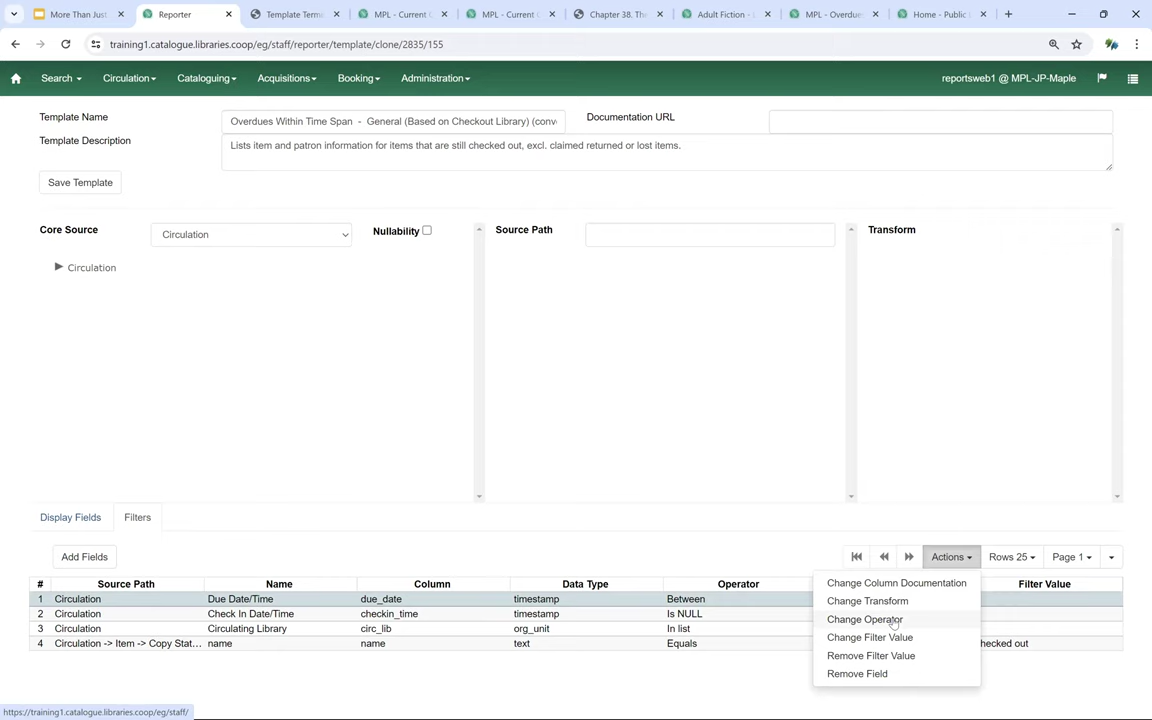 More Than Just
Reporter
Template Termi
MPL - Current C
MPL - Current C
Chapter 38. The
Adult Fiction -
MPL - Overdue
Home - Public
training1.catalogue.libraries.coop/eg/staff/reporter/template/clone/2835/155
Search
Circulation
Cataloguing
Acquisitions
Booking
Administration
reportsweb1 @ MPL-JP-Maple
Template Name
Overdues Within Time Span - General (Based on Checkout Library) (conv
Documentation URL
Template Description
Lists item and patron information for items that are still checked out, excl. claimed returned or lost items.
Save Template
Core Source
Circulation
Nullability
Source Path
Transform
Circulation
Display Fields
Filters
Add Fields
Actions
Rows 25
Page 1
# Source Path Name Column Data Type Operator Filter Value
1 Circulation Due Date/Time due_date timestamp Between
2 Circulation Check In Date/Time checkin_time timestamp Is NULL
3 Circulation Circulating Library circ_lib org_unit In list
4 Circulation -> Item -> Copy Stat... name name text Equals hecked out
Change Column Documentation
Change Transform
Change Operator
Change Filter Value
Remove Filter Value
Remove Field
https://training1.catalogue.libraries.coop/eg/staff/